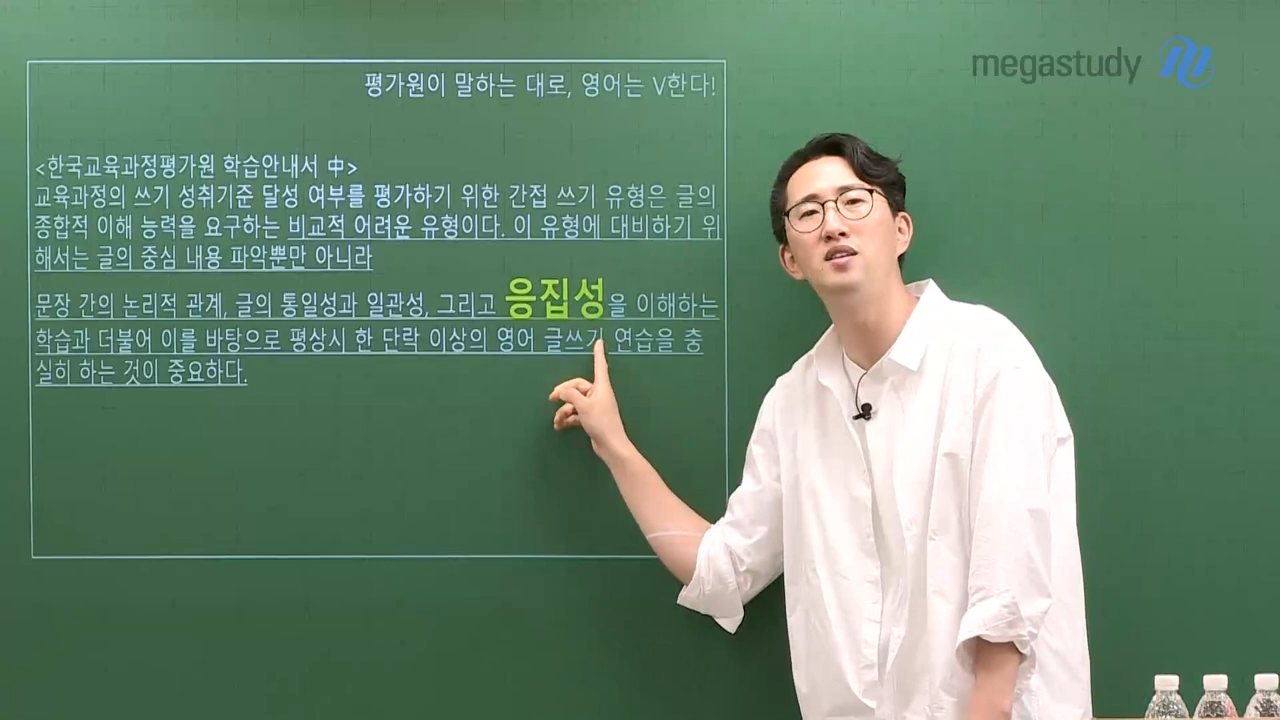 megastudy
평가원이 말하는 대로, 영어는 V한다!
<한국교육과정평가원 학습안내서 中>
교육과정의 쓰기 성취기준 달성 여부를 평가하기 위한 간접 쓰기 유형은 글의
종합적 이해 능력을 요구하는 비교적 어려운 유형이다. 이 유형에 대비하기 위
해서는 글의 중심 내용 파악뿐만 아니라
문장 간의 논리적 관계, 글의 통일성과 일관성, 그리고 응집성을 이해하는
학습과 더불어 이를 바탕으로 평상시 한 단락 이상의 영어 글쓰기 연습을 충
실히 하는 것이 중요하다.